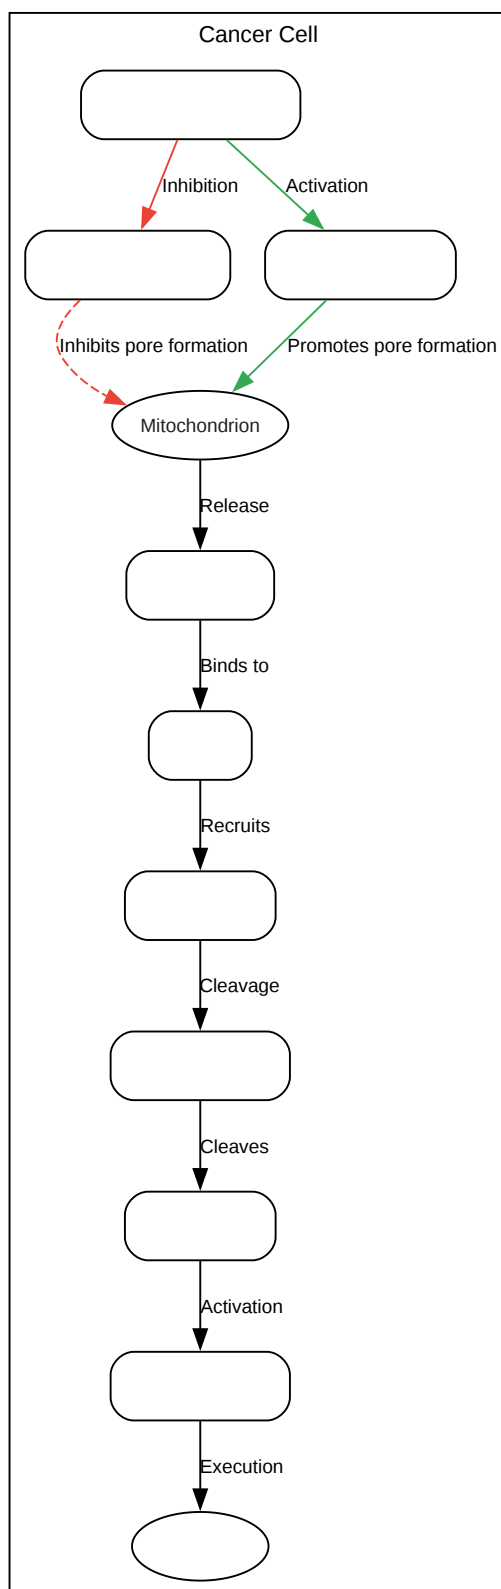 Cancer Cell
Inhibition
Activation
Inhibits pore formation
Promotes pore formation
Mitochondrion
Release
Binds to
Recruits
Cleavage
Cleaves
Activation
Execution